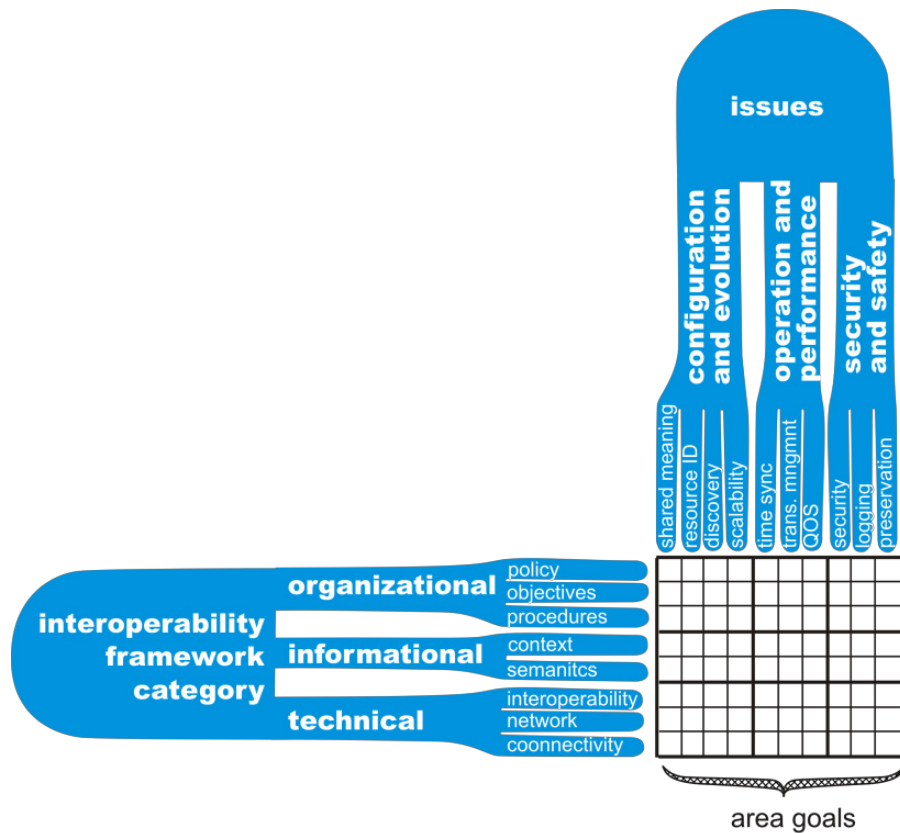 issues
configuration
and evolution
operation and
performance
security
and safety
shared meaning
resource ID
discovery
scalability
time sync
trans. mngmnt
QOS
security
logging
preservation
interoperability
framework
category
organizational
policy
objectives
procedures
informational
context
semanitcs
technical
interoperability
network
coonnectivity
area goals